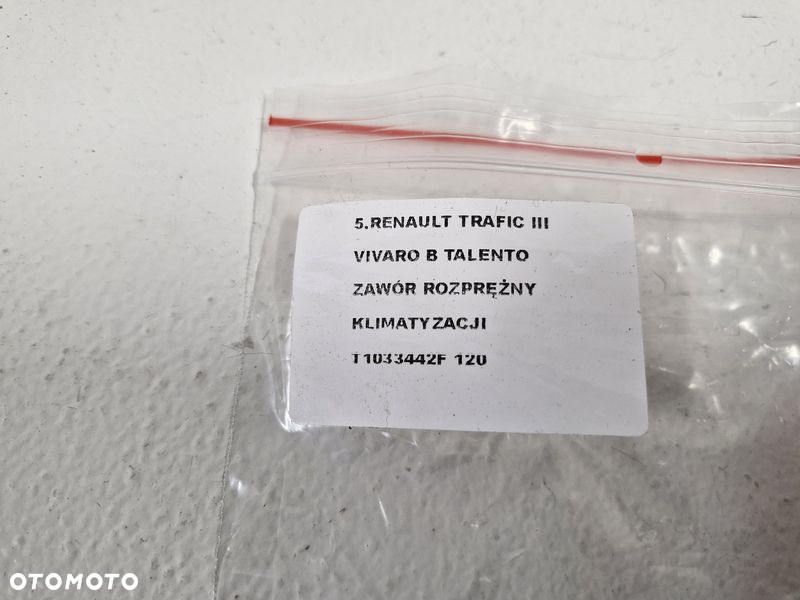 5.RENAULT TRAFIC III
VIVARO B TALENTO
ZAWÓR ROZPRĘŻNY
KLIMATYZACJI
T1033442F 120
OTOMOTO